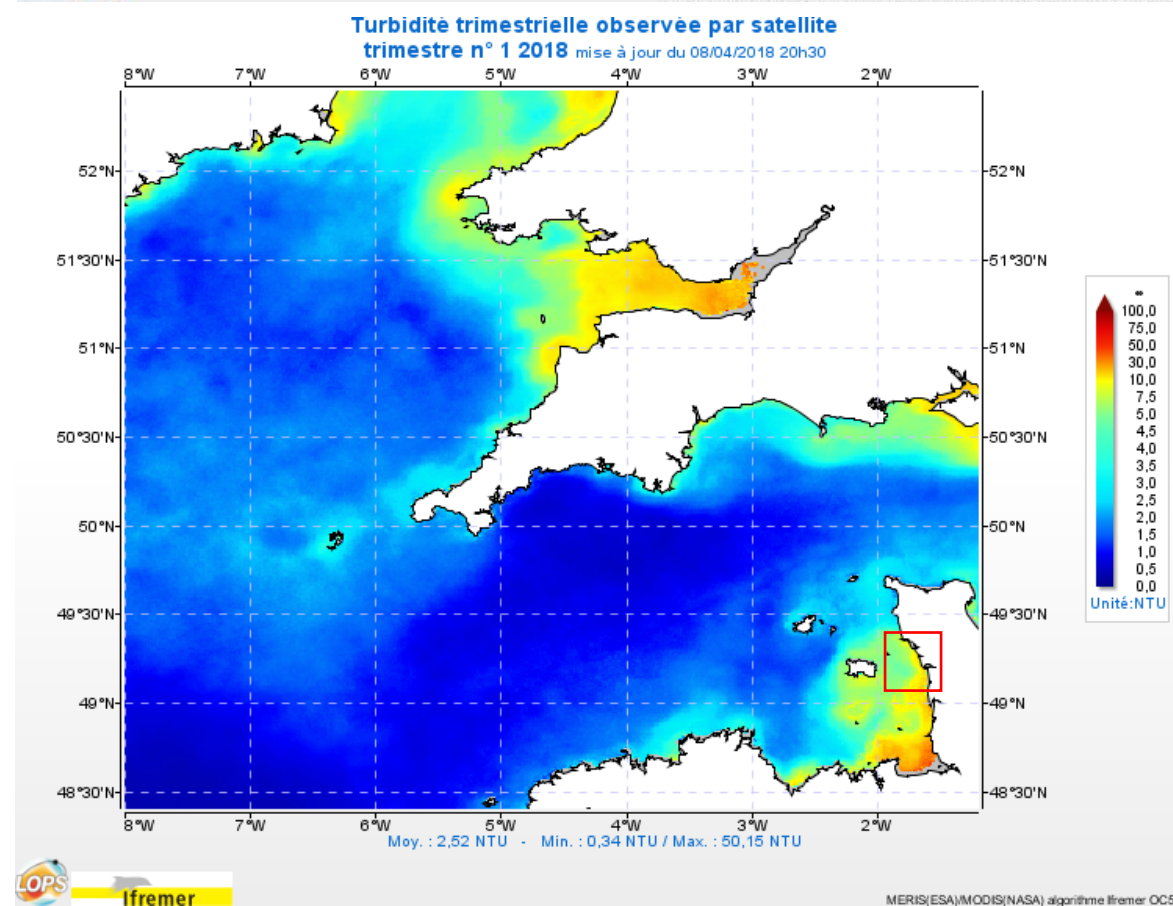 Turbidité trimestrielle observée par satellite
trimestre n° 1 2018 mise à jour du 08/04/2018 20h30
8°W 7°W 6°W 5°W 4°W 3°W 2°W
52°N 52°N
51°30'N 51°30'N
51°N 51°N
50°30'N 50°30'N
50°N 50°N
49°30'N 49°30'N
49°N 49°N
48°30'N 48°30'N
8°W 7°W 6°W 5°W 4°W 3°W 2°W
∞
100,0
75,0
50,0
30,0
10,0
7,5
5,0
4,5
4,0
3,5
3,0
2,5
2,0
1,5
1,0
0,5
0,0
Unité:NTU
Moy. : 2,52 NTU - Min. : 0,34 NTU / Max. : 50,15 NTU
LOPS
Ifremer
MERIS(ESA)/MODIS(NASA) algorithme Ifremer OC5